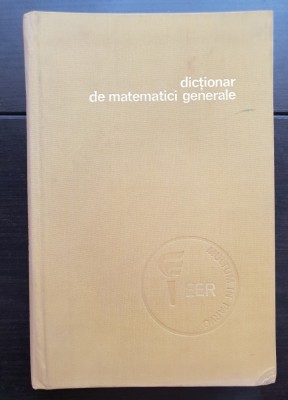 dicționar
de matematici generale
EER